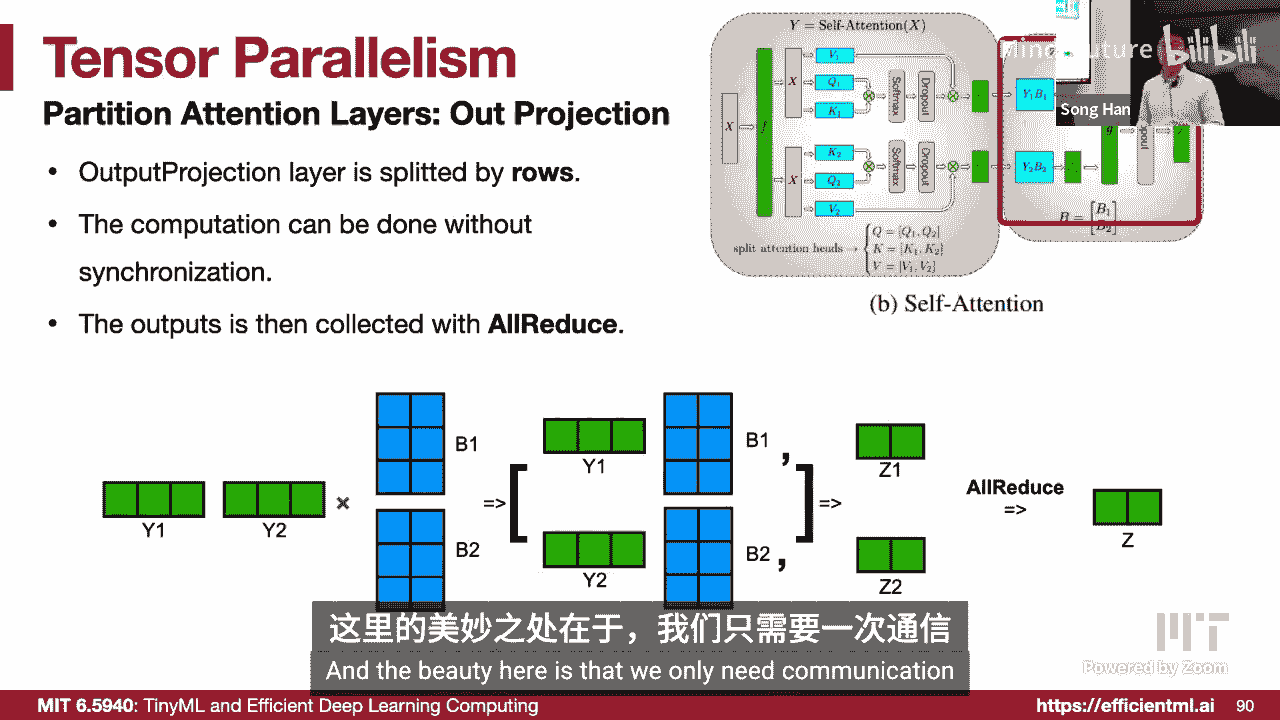 Tensor Parallelism
Partition Attention Layers: Out Projection
• OutputProjection layer is splitted by rows.
• The computation can be done without
synchronization.
• The outputs is then collected with AllReduce.
Y = Self-Attention(X)
X
f
X
V₁
Q₁
K₁
Softmax
Dropout
X
K₂
Q₂
V₂
Softmax
Dropout
Y₁B₁
Y₂B₂
g
split attention heads →
Q = [Q₁, Q₂]
K = [K₁, K₂]
V = [V₁, V₂]
B = [B₁
B₂]
(b) Self-Attention
bilibili
Song Han
Y1
Y2
×
B1
B2
=>
[
Y1
B1
,
Y2
B2
,
]
=>
Z1
Z2
AllReduce
=>
Z
这里的美妙之处在于，我们只需要一次通信
And the beauty here is that we only need communication
MIT
Powered by Zoom
MIT 6.5940: TinyML and Efficient Deep Learning Computing
https://efficientml.ai
90